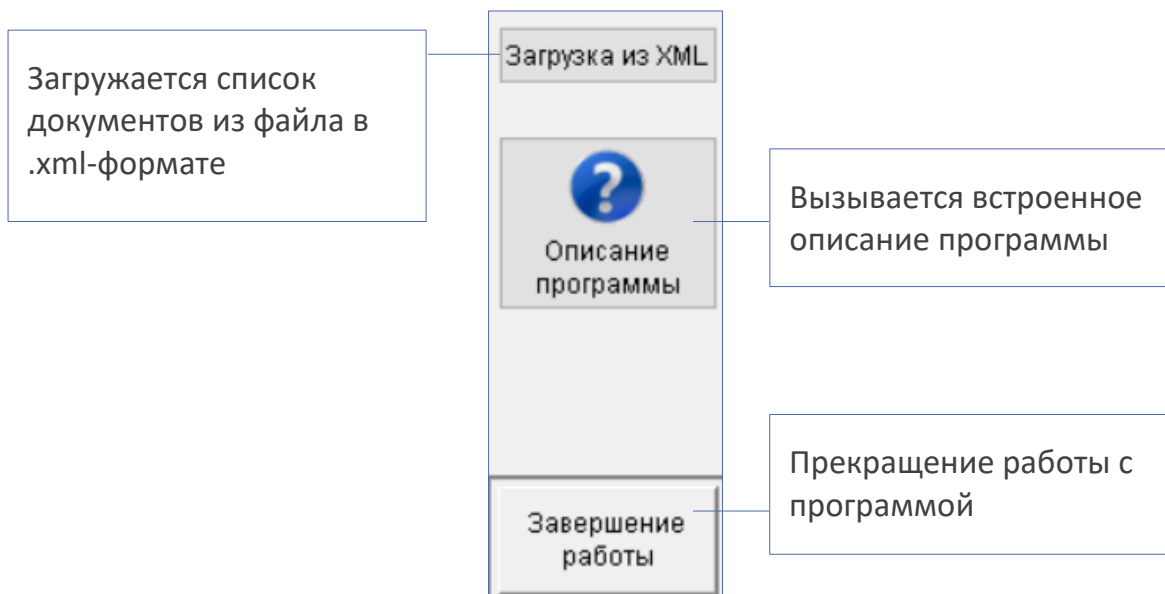 Загружается список
документов из файла в
.xml-формате
Загрузка из XML
Описание
программы
Вызывается встроенное
описание программы
Завершение
работы
Прекращение работы с
программой